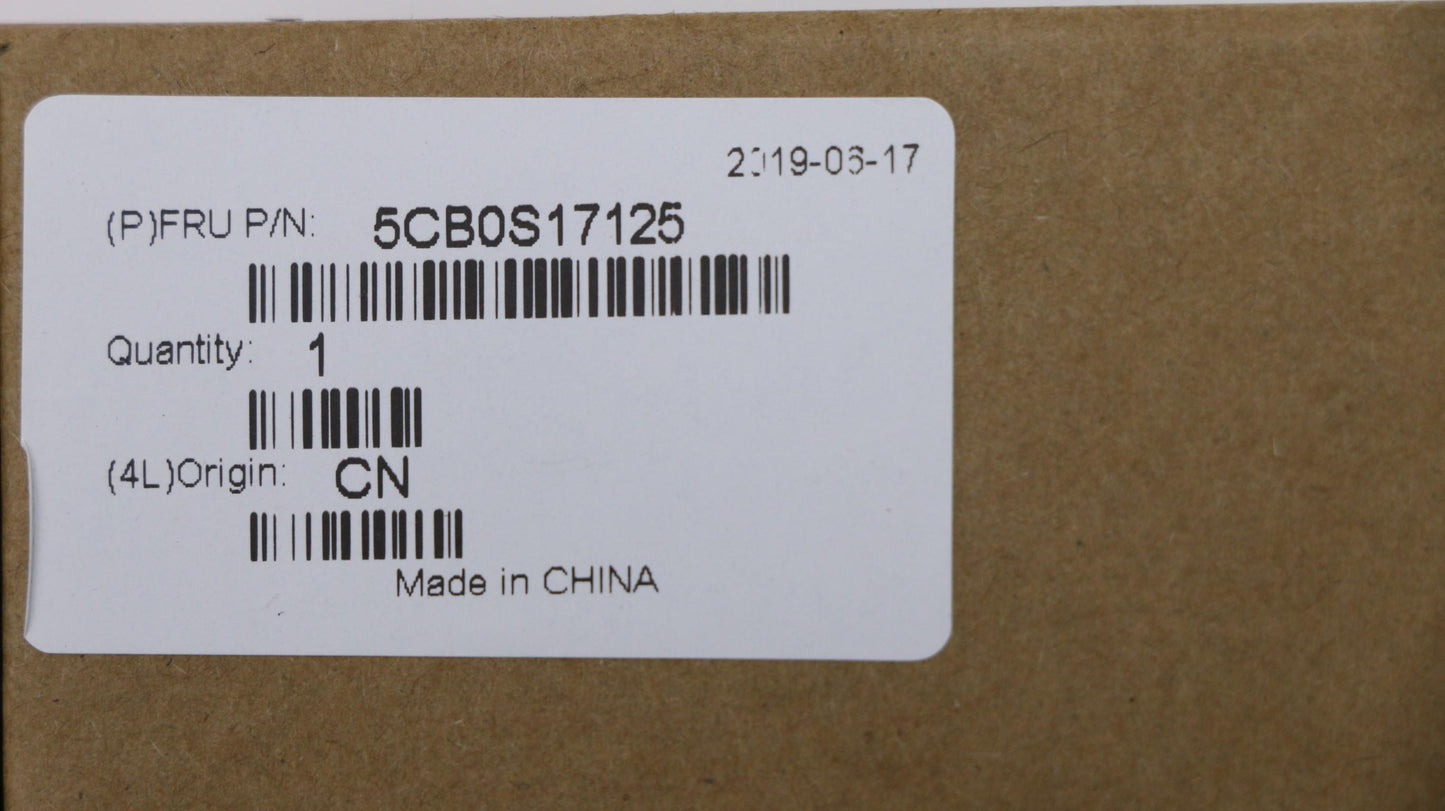 2019-06-17
(P)FRU P/N: 5CB0S17125
Quantity: 1
(4L)Origin: CN
Made in CHINA